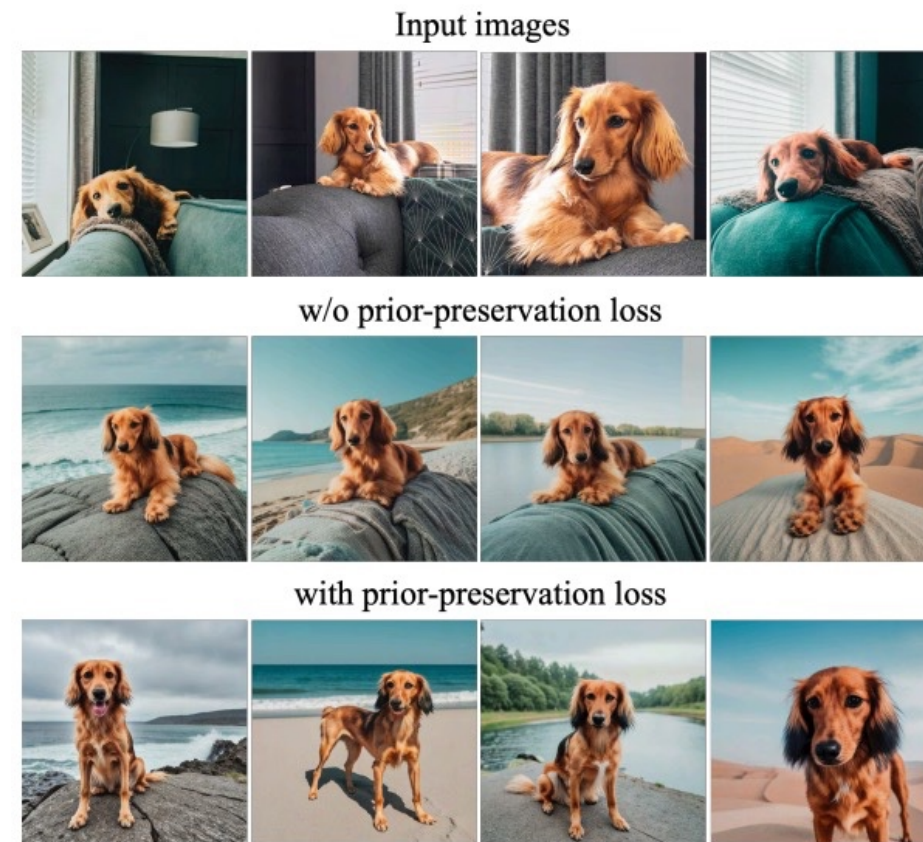 Input images
w/o prior-preservation loss
with prior-preservation loss